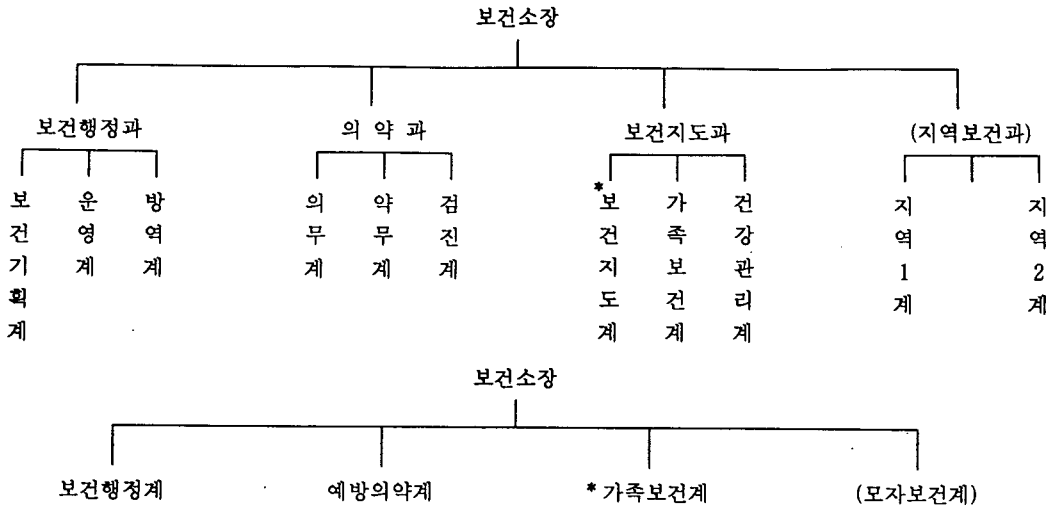 보건소장
보건행정과 의 약 과 보건지도과 (지역보건과)
보건기획계 운영계 방역계 의무계 약무계 검진계 *보건지도계 가족보건계 건강관리계 지역1계 지역2계
보건소장
보건행정계 예방의약계 *가족보건계 (모자보건계)